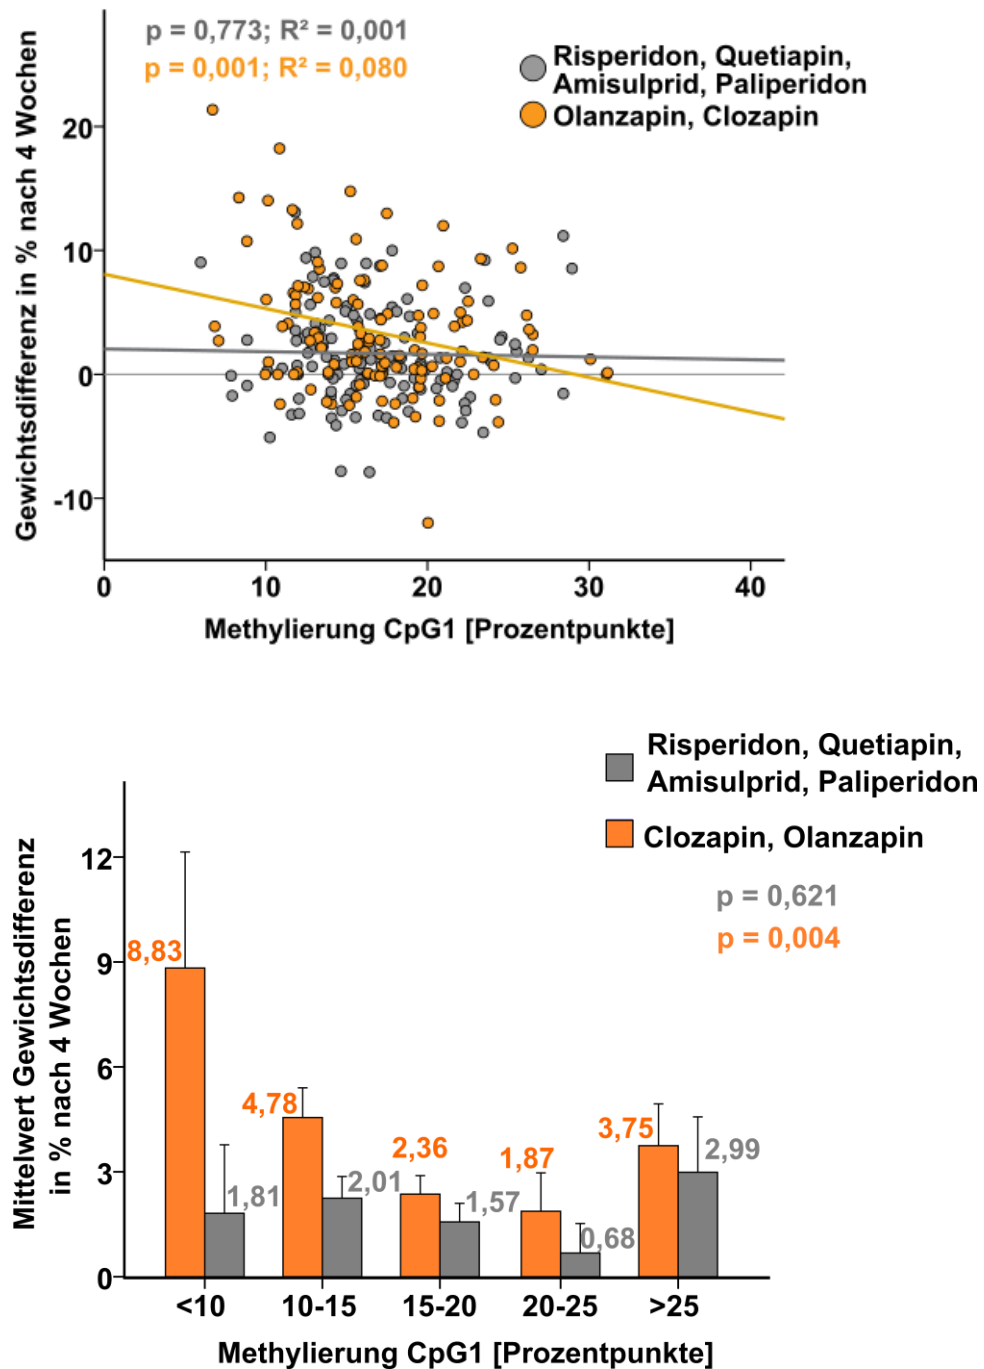 p = 0,773; R² = 0,001
p = 0,001; R² = 0,080
Risperidon, Quetiapin,
Amisulprid, Paliperidon
Olanzapin, Clozapin
Gewichtsdifferenz in % nach 4 Wochen
20
10
0
-10
0 10 20 30 40
Methylierung CpG1 [Prozentpunkte]
Risperidon, Quetiapin,
Amisulprid, Paliperidon
Clozapin, Olanzapin
p = 0,621
p = 0,004
Mittelwert Gewichtsdifferenz
in % nach 4 Wochen
12
9
6
3
0
8,83
1,81
4,78
2,01
2,36
1,57
1,87
0,68
3,75
2,99
<10 10-15 15-20 20-25 >25
Methylierung CpG1 [Prozentpunkte]